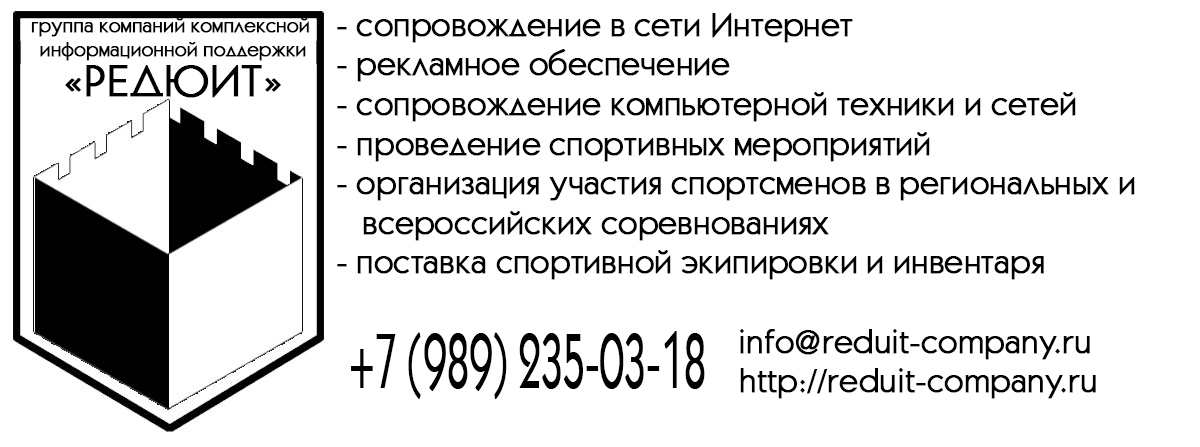 группа компаний комплексной
информационной поддержки
«РЕДЮИТ»
- сопровождение в сети Интернет
- рекламное обеспечение
- сопровождение компьютерной техники и сетей
- проведение спортивных мероприятий
- организация участия спортсменов в региональных и
всероссийских соревнованиях
- поставка спортивной экипировки и инвентаря
+7 (989) 235-03-18
info@reduit-company.ru
http://reduit-company.ru